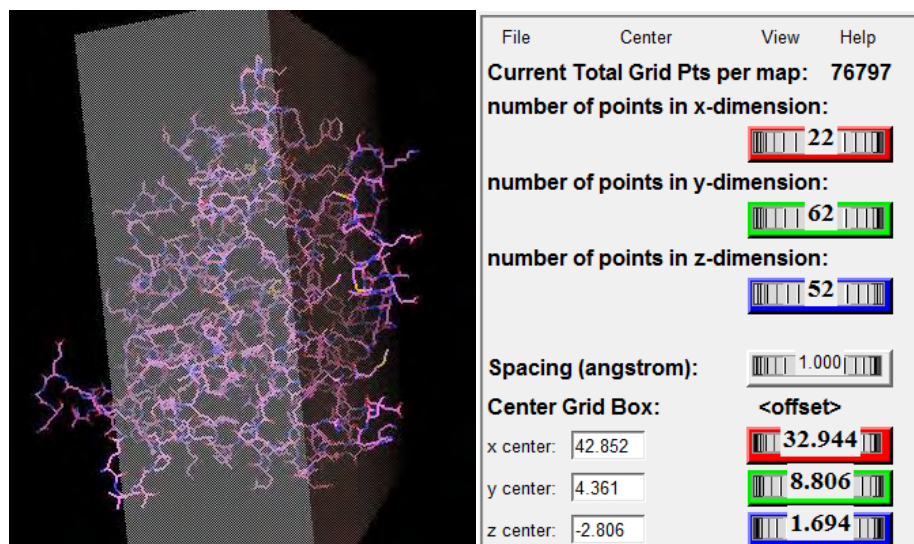 File Center View Help
Current Total Grid Pts per map: 76797
number of points in x-dimension:
22
number of points in y-dimension:
62
number of points in z-dimension:
52
Spacing (angstrom): 1.000
Center Grid Box: <offset>
x center: 42.852 32.944
y center: 4.361 8.806
z center: -2.806 1.694